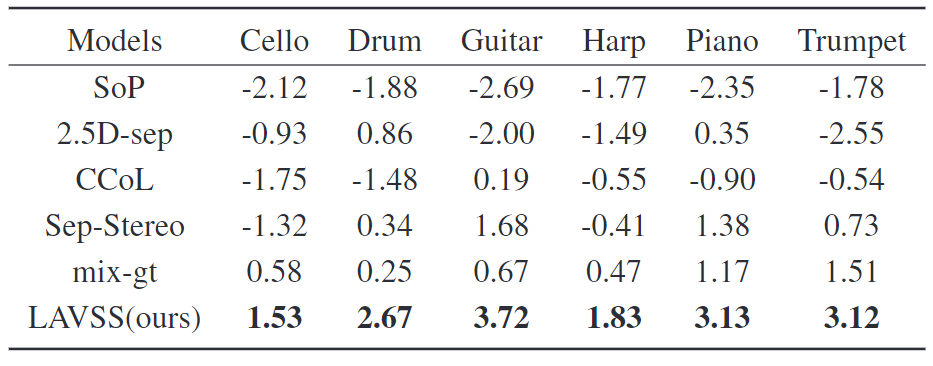 Models Cello Drum Guitar Harp Piano Trumpet
SoP -2.12 -1.88 -2.69 -1.77 -2.35 -1.78
2.5D-sep -0.93 0.86 -2.00 -1.49 0.35 -2.55
CCoL -1.75 -1.48 0.19 -0.55 -0.90 -0.54
Sep-Stereo -1.32 0.34 1.68 -0.41 1.38 0.73
mix-gt 0.58 0.25 0.67 0.47 1.17 1.51
LAVSS(ours) 1.53 2.67 3.72 1.83 3.13 3.12